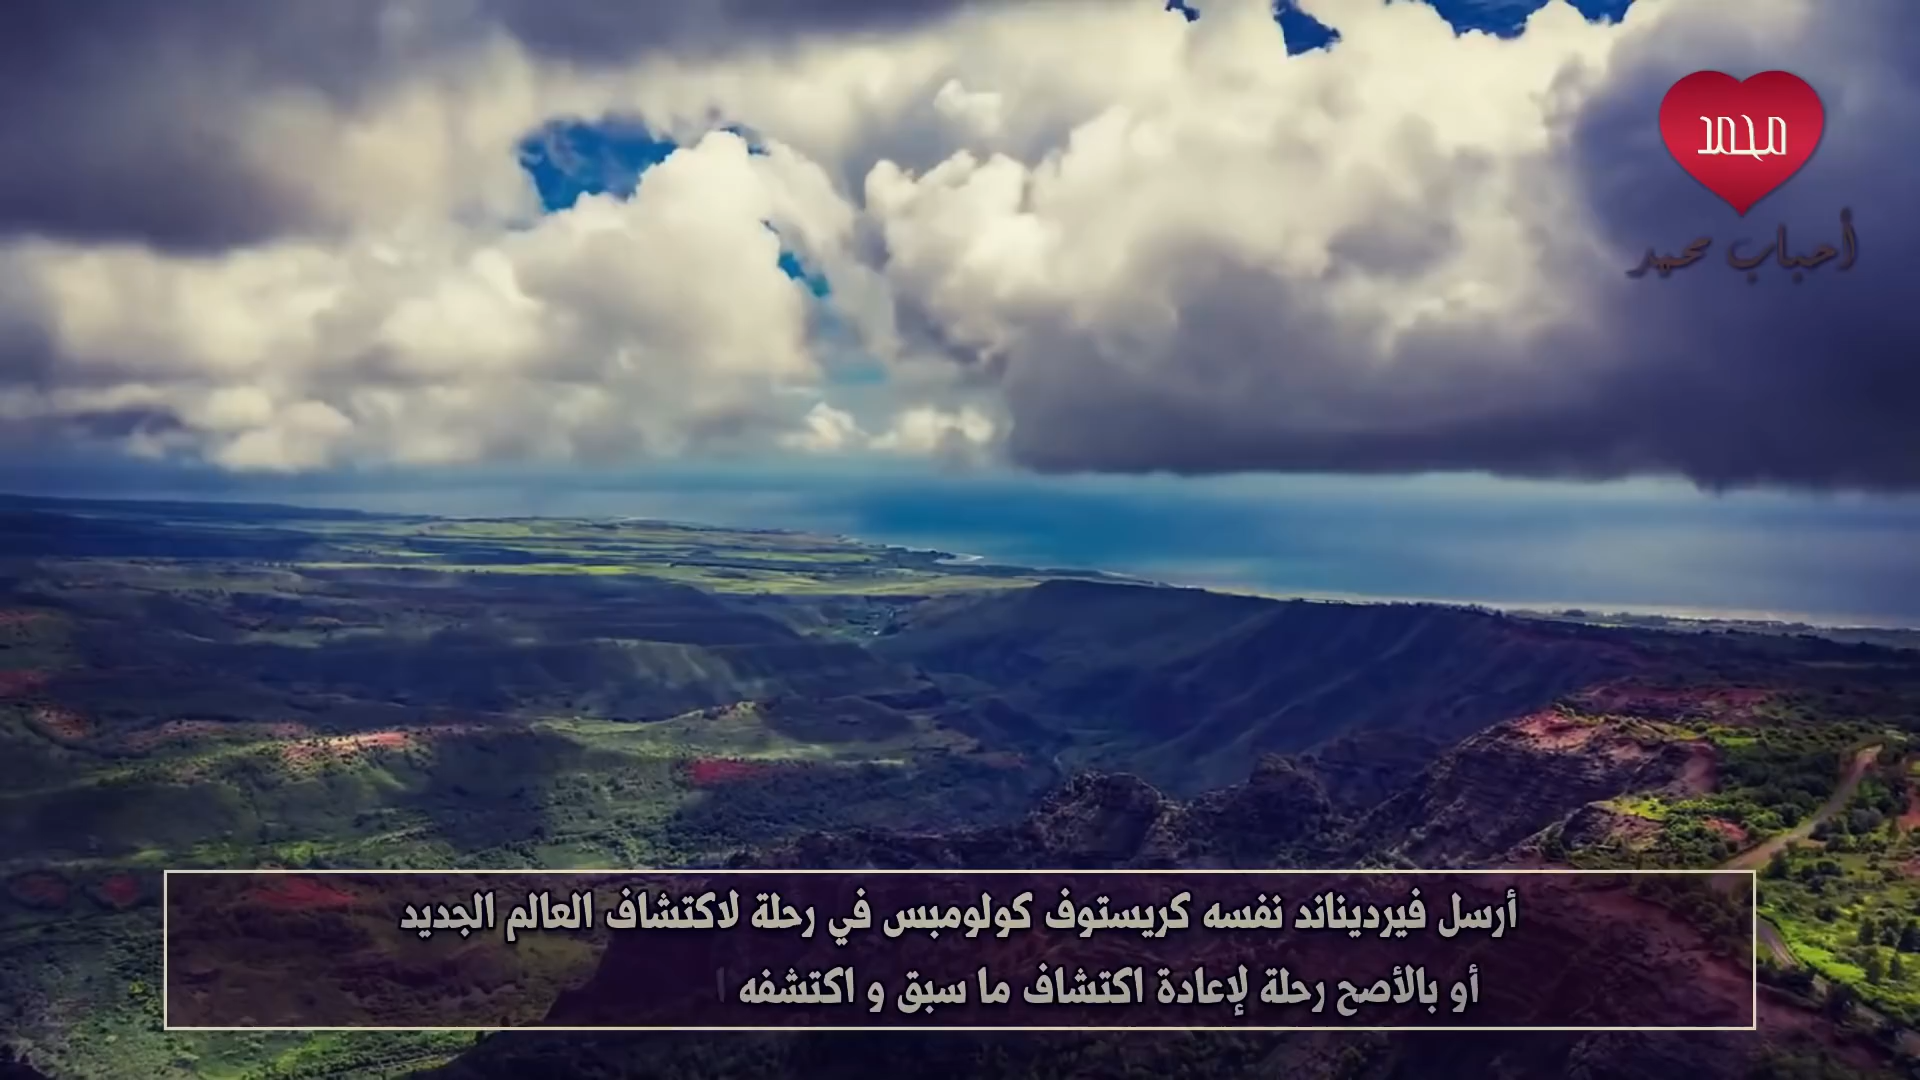 محمد
أحباب محمد
أرسل فيرديناند نفسه كريستوف كولومبس في رحلة لاكتشاف العالم الجديد
أو بالأصح رحلة لإعادة اكتشاف ما سبق و اكتشفه ا